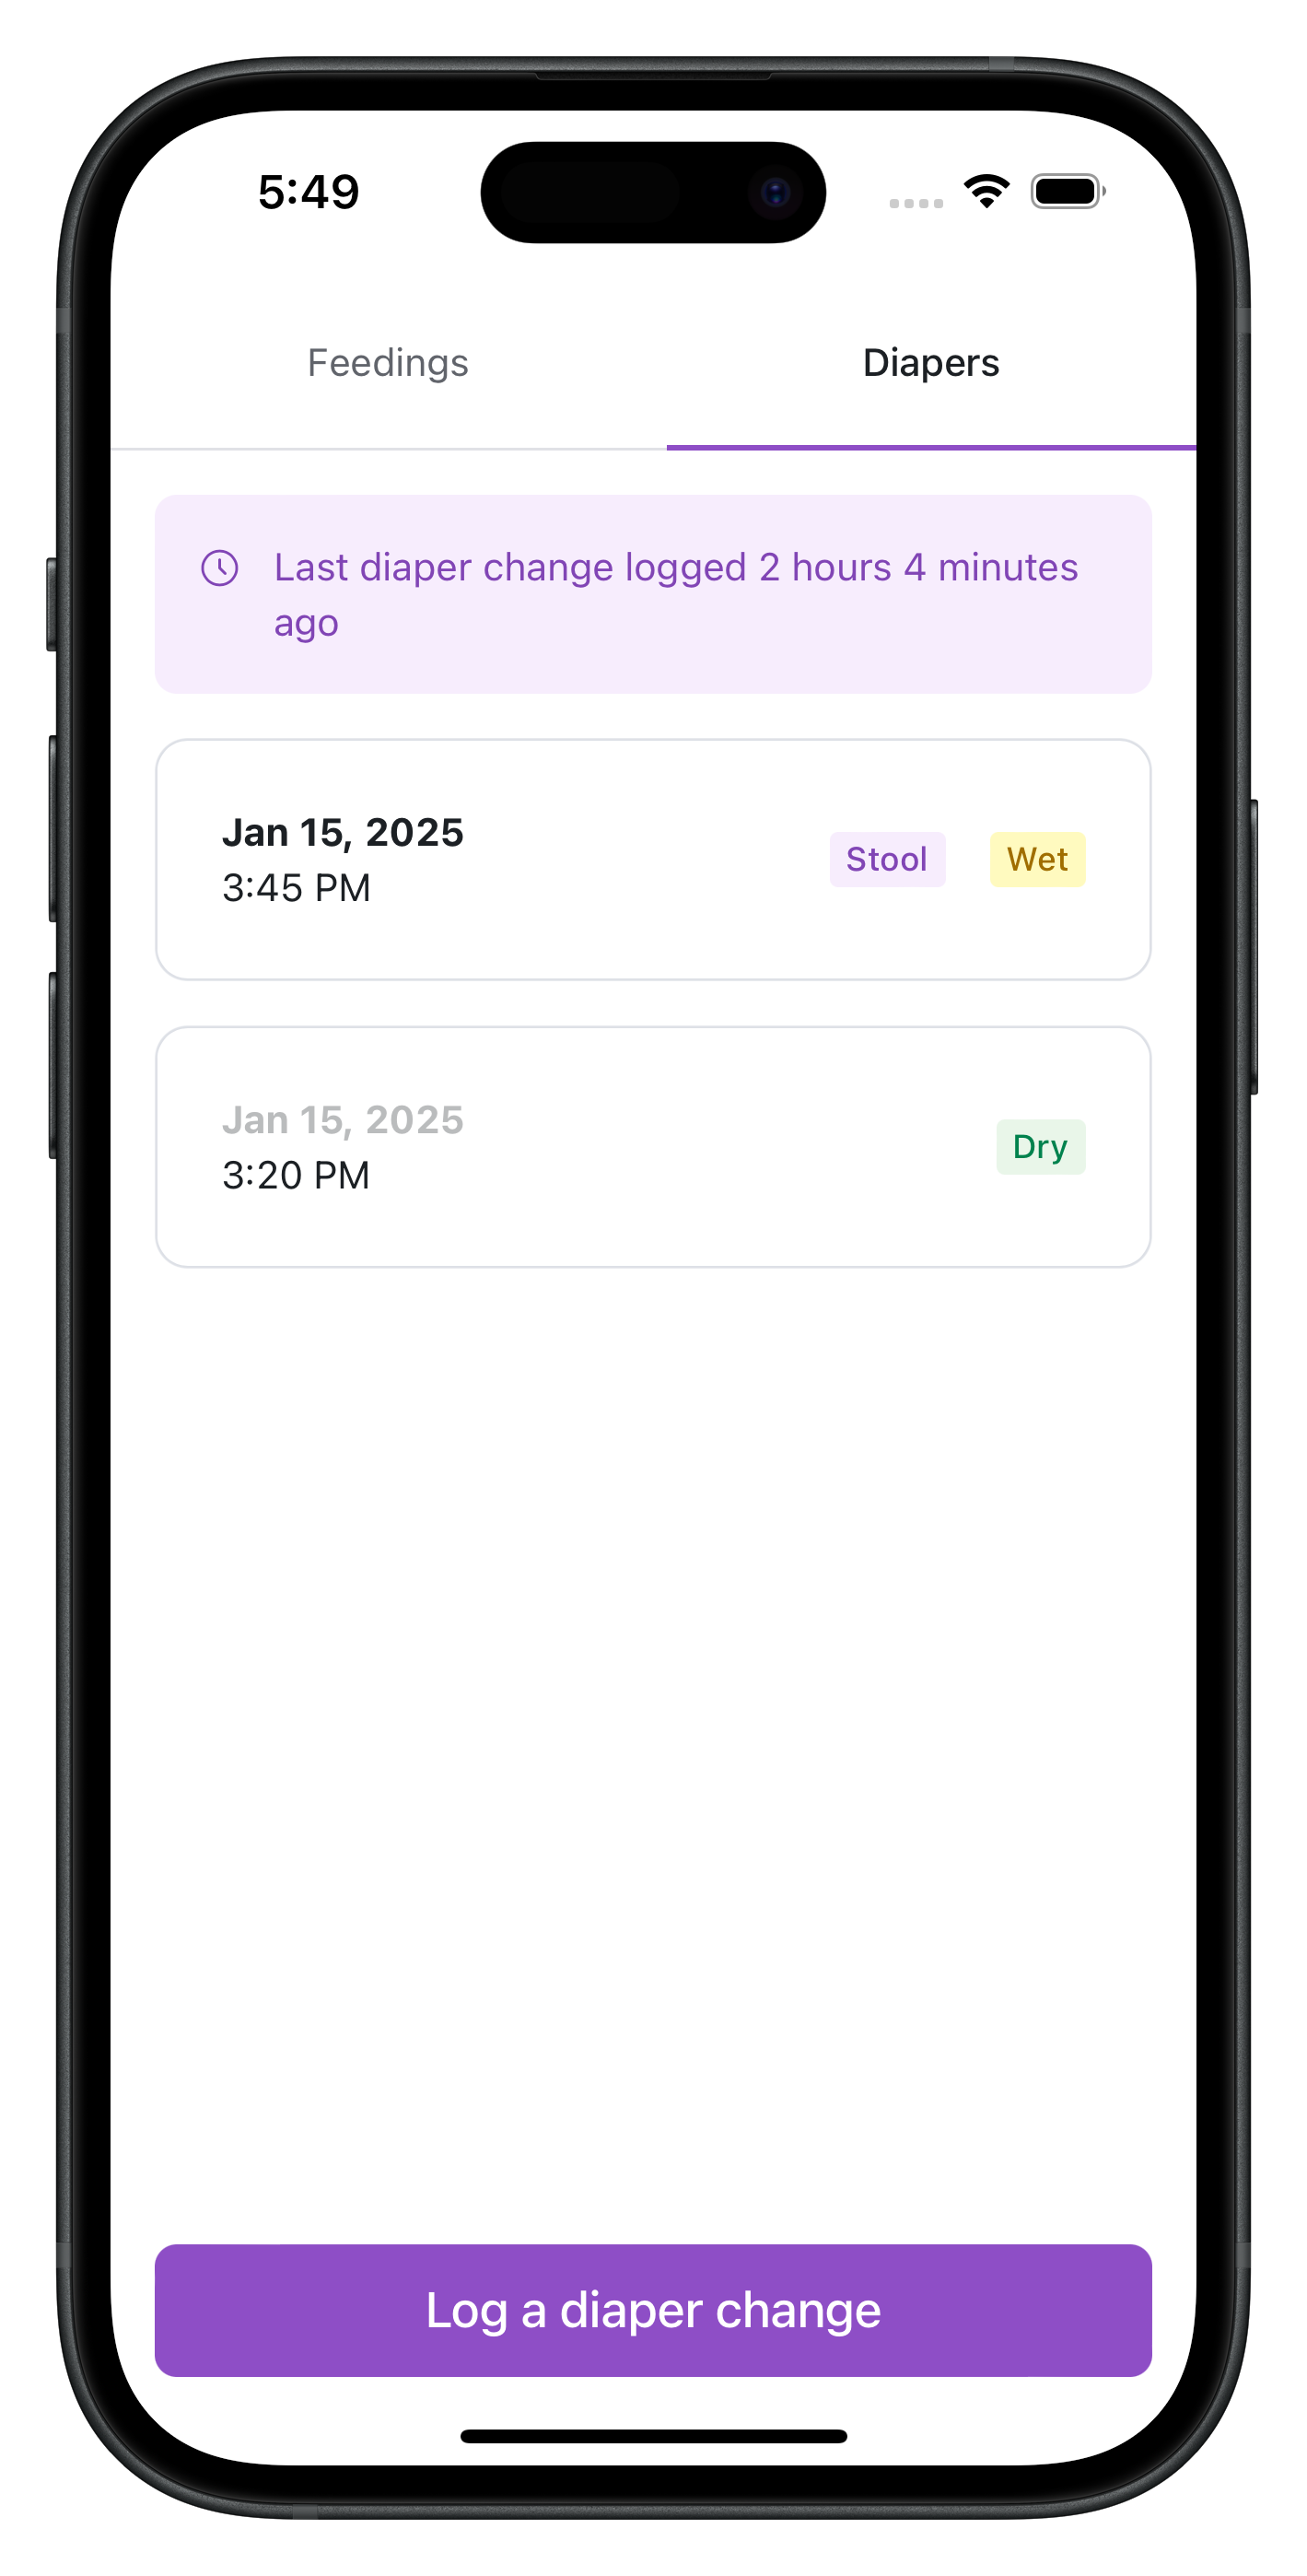 5:49
Feedings
Diapers
Last diaper change logged 2 hours 4 minutes
ago
Jan 15, 2025
3:45 PM
Stool
Wet
Jan 15, 2025
3:20 PM
Dry
Log a diaper change